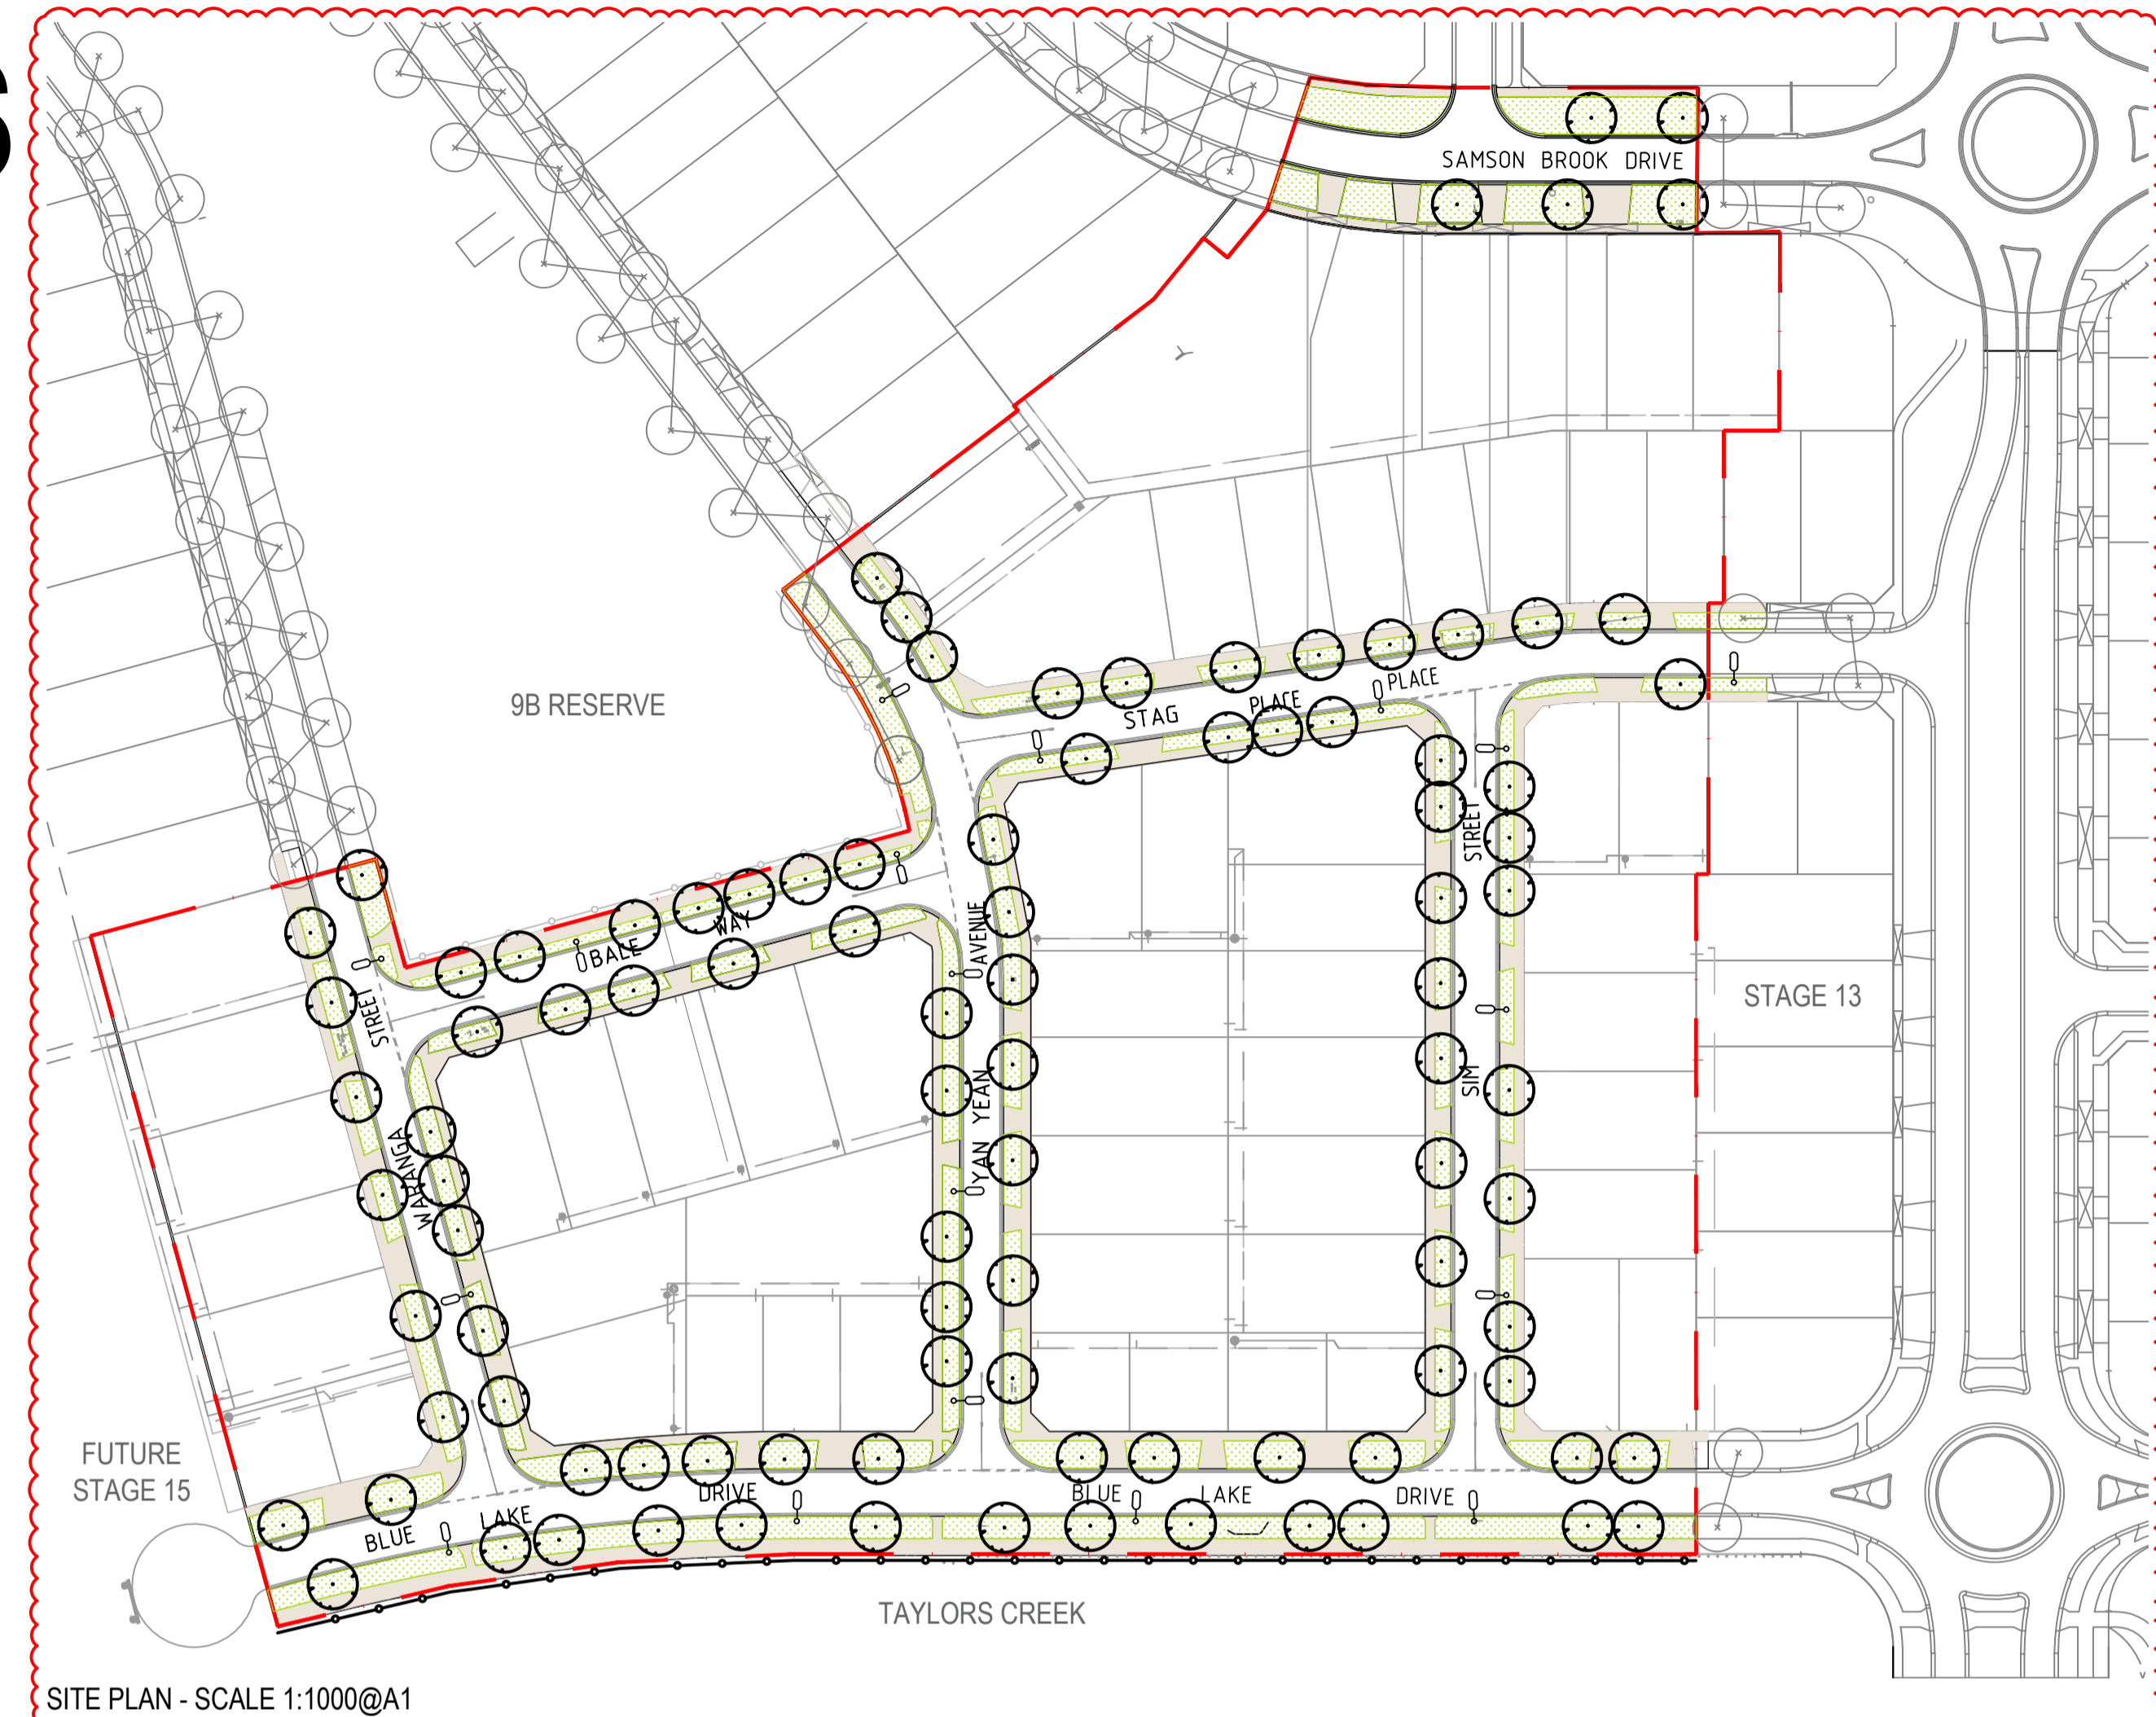 SAMSON BROOK DRIVE
9B RESERVE
STAG PLACE
PLACE
STREET
SIM
BALE WAY
AVENUE
YAN YEAN
STREET
WARANGA
STAGE 13
FUTURE
STAGE 15
BLUE LAKE DRIVE
BLUE LAKE DRIVE
TAYLORS CREEK
SITE PLAN - SCALE 1:1000@A1